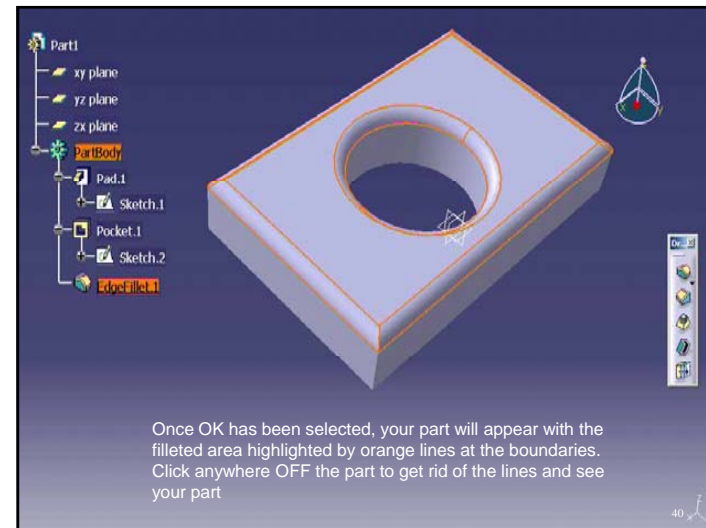 Part1
xy plane
yz plane
zx plane
PartBody
Pad.1
Sketch.1
Pocket.1
Sketch.2
EdgeFillet.1
Dr...
x
y
Once OK has been selected, your part will appear with the
filleted area highlighted by orange lines at the boundaries.
Click anywhere OFF the part to get rid of the lines and see
your part
40
z
x